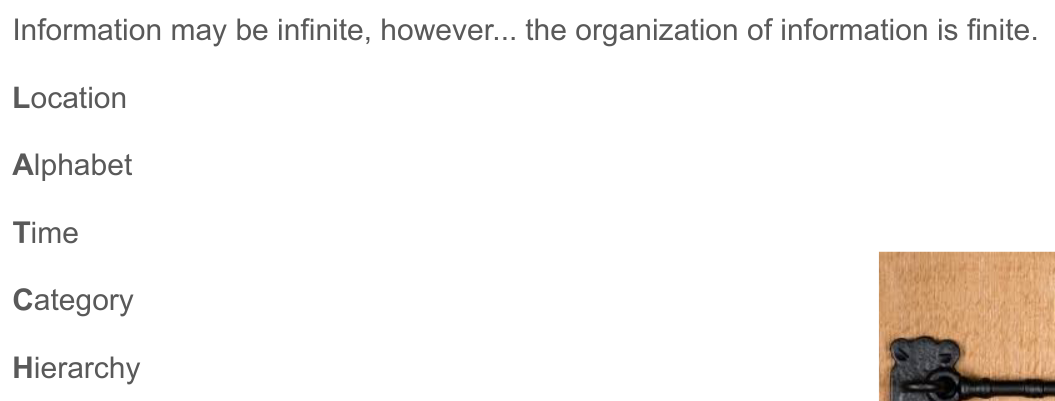 Information may be infinite, however... the organization of information is finite.
Location
Alphabet
Time
Category
Hierarchy